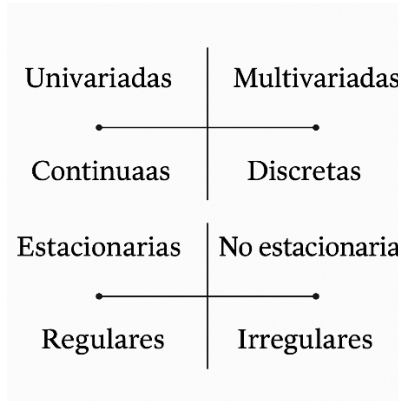 Univariadas Multivariadas
Continuaas Discretas
Estacionarias No estacionaria
Regulares Irregulares